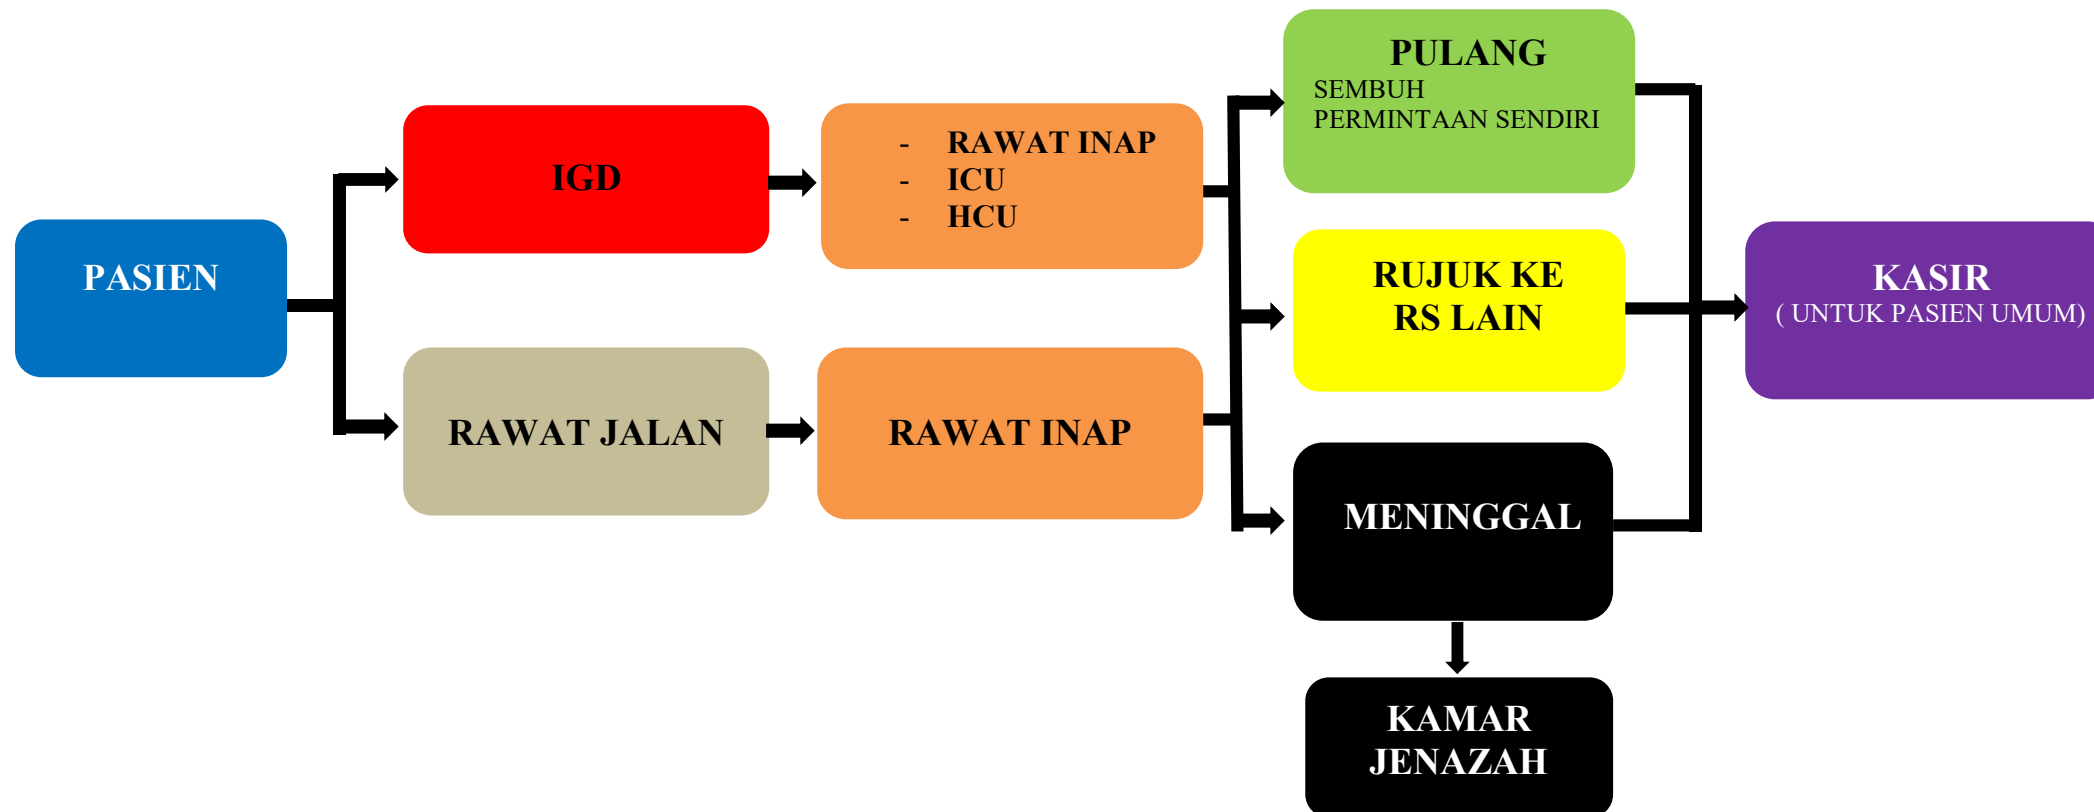 PASIEN
IGD
RAWAT JALAN
- RAWAT INAP
- ICU
- HCU
RAWAT INAP
PULANG
SEMBUH
PERMINTAAN SENDIRI
RUJUK KE
RS LAIN
MENINGGAL
KAMAR
JENAZAH
KASIR
( UNTUK PASIEN UMUM)